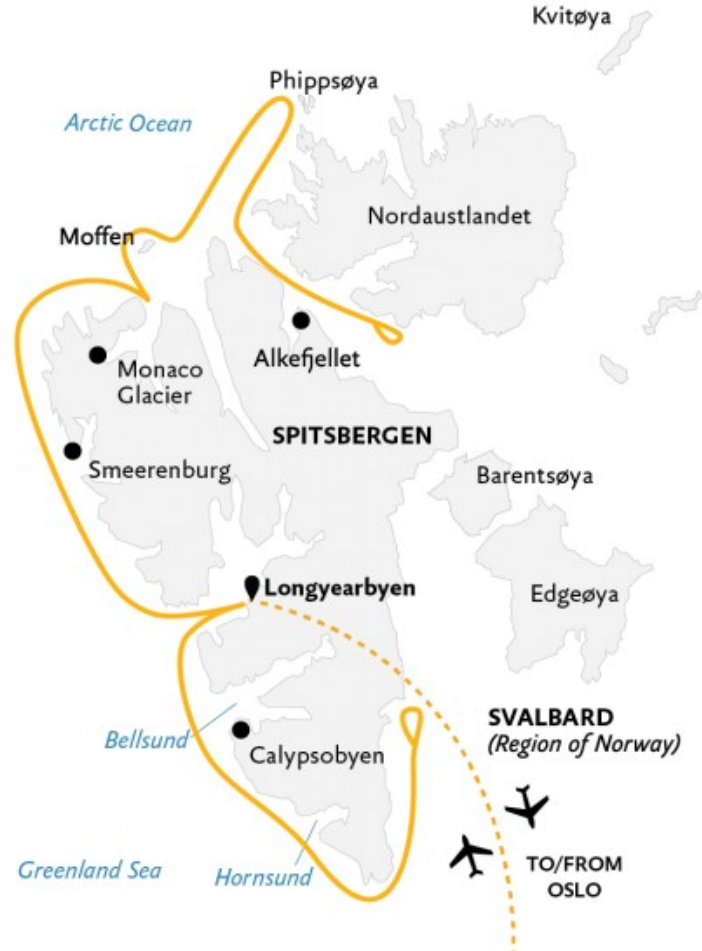 Kvitøya
Phippsøya
Arctic Ocean
Nordaustlandet
Moffen
Alkefjellet
Monaco
Glacier
SPITSBERGEN
Smeerenburg
Barentsøya
Longyearbyen
Edgeøya
SVALBARD
(Region of Norway)
Bellsund
Calypsobyen
TO/FROM
OSLO
Greenland Sea
Hornsund